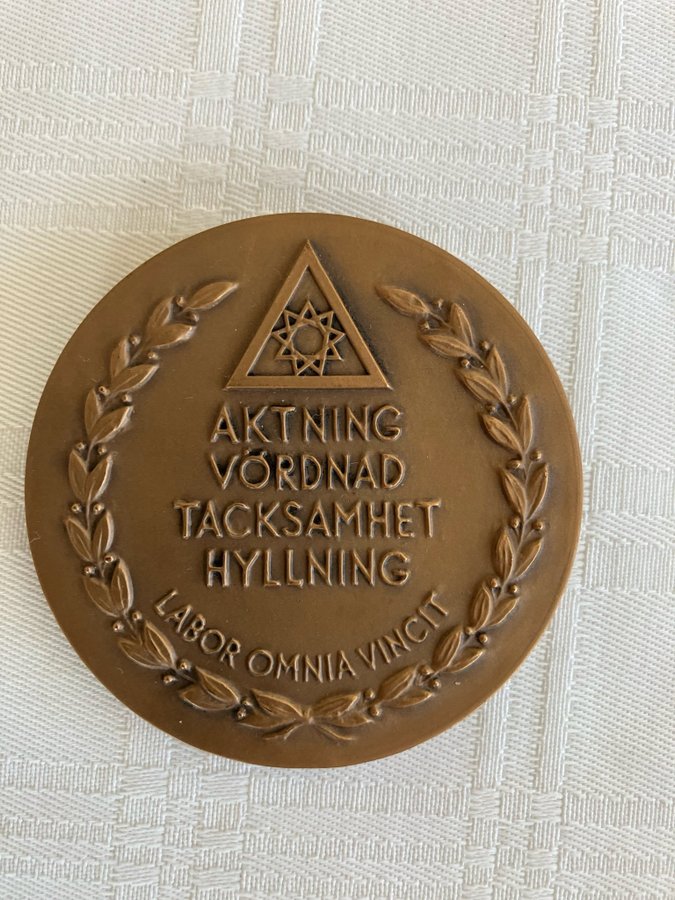 AKTNING
VÖRDNAD
TACKSAMHET
HYLLNING
LABOR OMNIA VINCIT